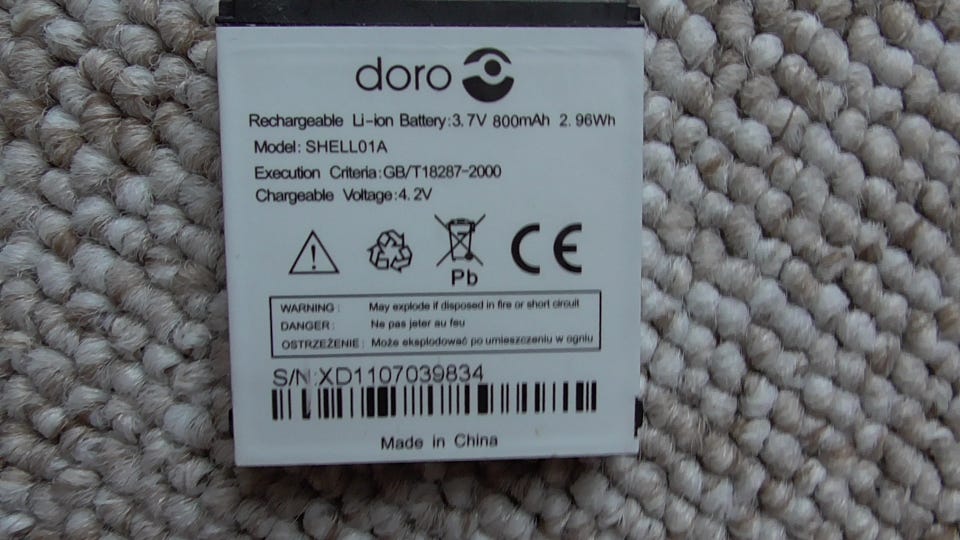 doro
Rechargeable Li-ion Battery:3.7V 800mAh 2.96Wh
Model: SHELL01A
Execution Criteria:GB/T18287-2000
Chargeable Voltage:4.2V
Pb
CE
WARNING : May explode if disposed in fire or short circuit
DANGER : Ne pas jeter au feu
OSTRZEŻENIE : Może eksplodować po umieszczeniu w ogniu
S/N:XD1107039834
Made in China